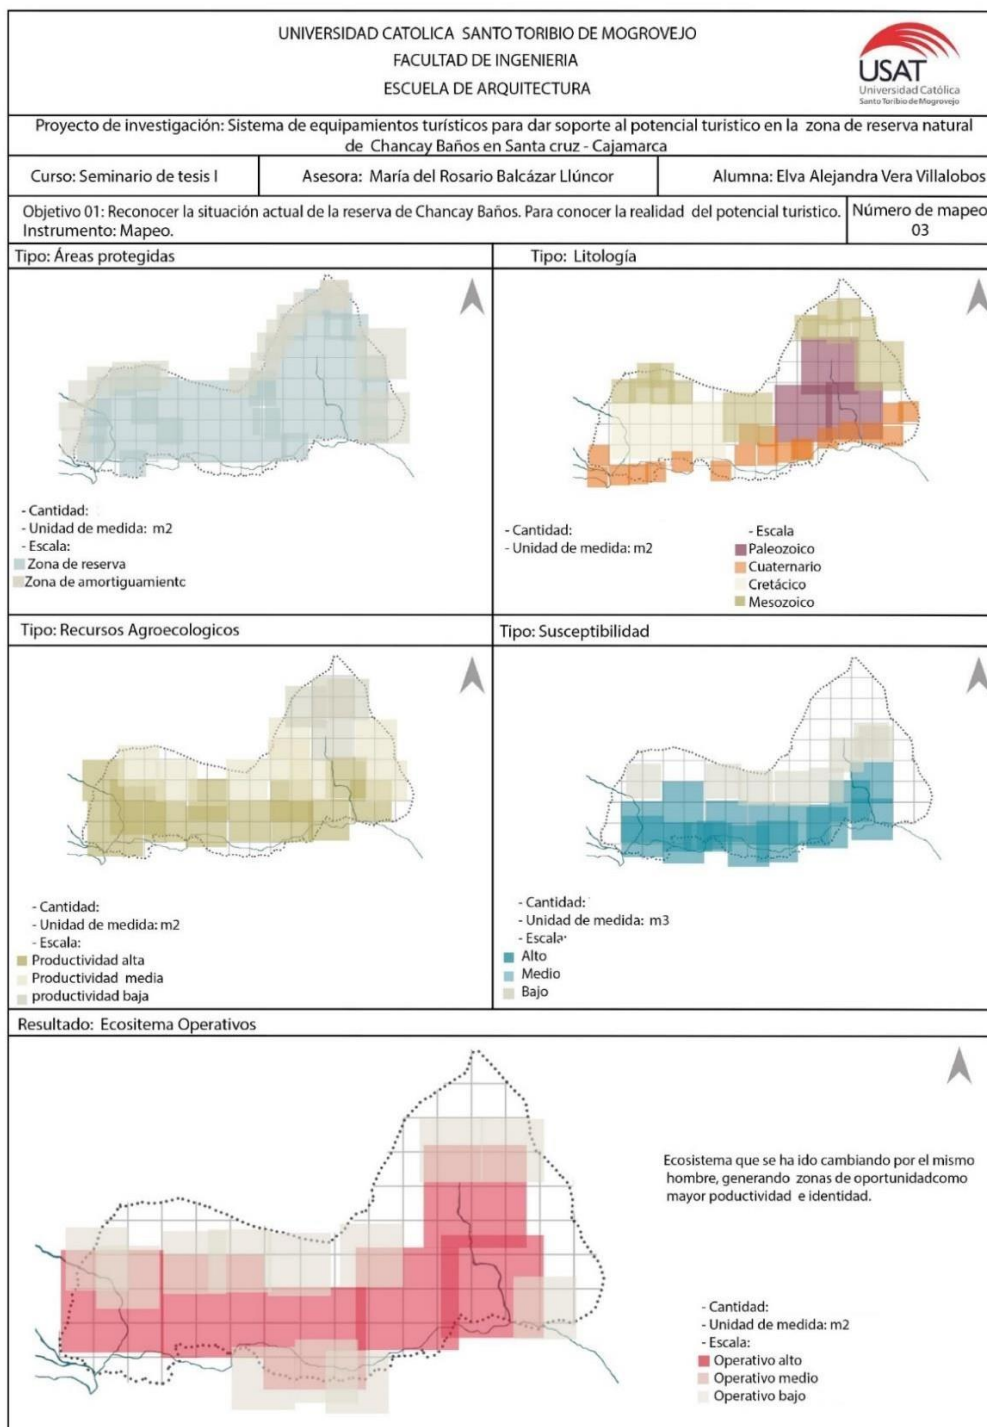 UNIVERSIDAD CATOLICA SANTO TORIBIO DE MOGROVEJO
FACULTAD DE INGENIERIA
ESCUELA DE ARQUITECTURA
USAT
Universidad Católica
Santo Toribio de Mogrovejo
Proyecto de investigación: Sistema de equipamientos turísticos para dar soporte al potencial turistico en la zona de reserva natural
de Chancay Baños en Santa cruz - Cajamarca
Curso: Seminario de tesis I
Asesora: María del Rosario Balcázar Llúncor
Alumna: Elva Alejandra Vera Villalobos
Objetivo 01: Reconocer la situación actual de la reserva de Chancay Baños. Para conocer la realidad del potencial turistico.
Instrumento: Mapeo.
Número de mapeo
03
Tipo: Áreas protegidas
- Cantidad:
- Unidad de medida: m2
- Escala:
Zona de reserva
Zona de amortiguamientc
Tipo: Litología
- Cantidad:
- Unidad de medida: m2
- Escala
Paleozoico
Cuaternario
Cretácico
Mesozoico
Tipo: Recursos Agroecologicos
- Cantidad:
- Unidad de medida: m2
- Escala:
Productividad alta
Productividad media
productividad baja
Tipo: Susceptibilidad
- Cantidad:
- Unidad de medida: m3
- Escala:
Alto
Medio
Bajo
Resultado: Ecositema Operativos
Ecosistema que se ha ido cambiando por el mismo
hombre, generando zonas de oportunidadcomo
mayor poductividad e identidad.
- Cantidad:
- Unidad de medida: m2
- Escala:
Operativo alto
Operativo medio
Operativo bajo